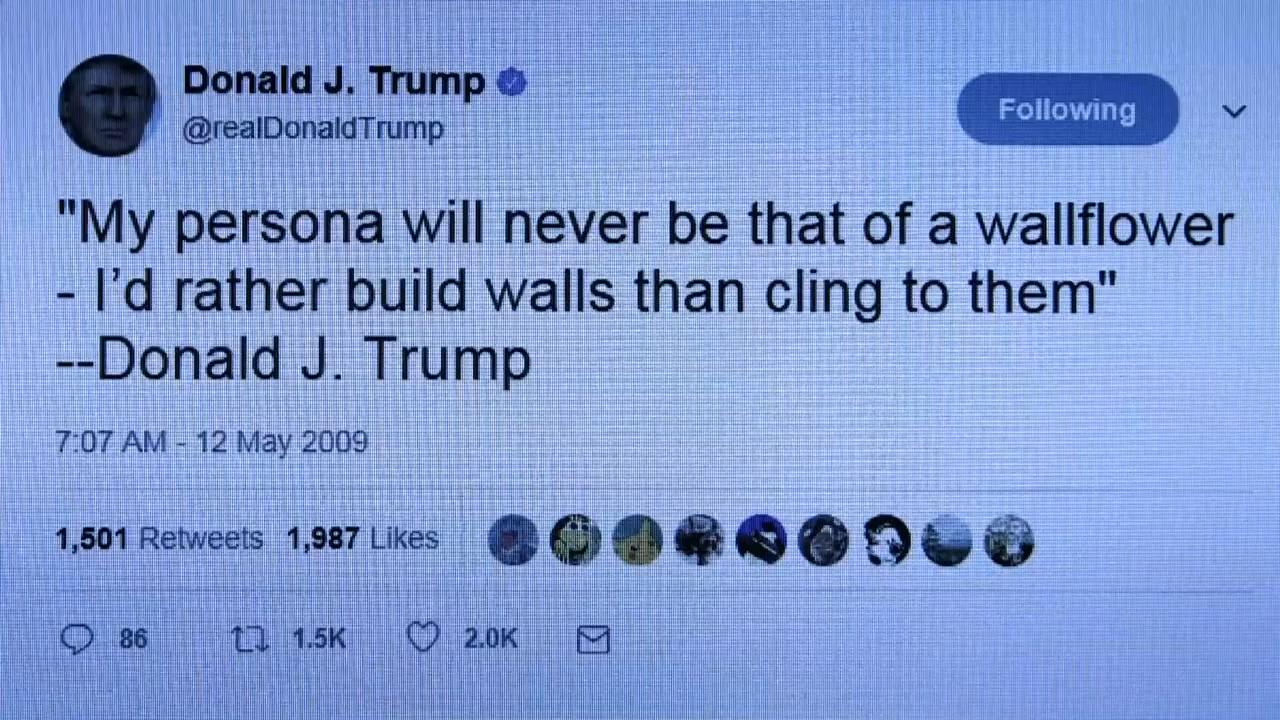 Donald J. Trump
@realDonaldTrump
Following
"My persona will never be that of a wallflower
- I’d rather build walls than cling to them"
--Donald J. Trump
7:07 AM - 12 May 2009
1,501 Retweets 1,987 Likes
86 1.5K 2.0K